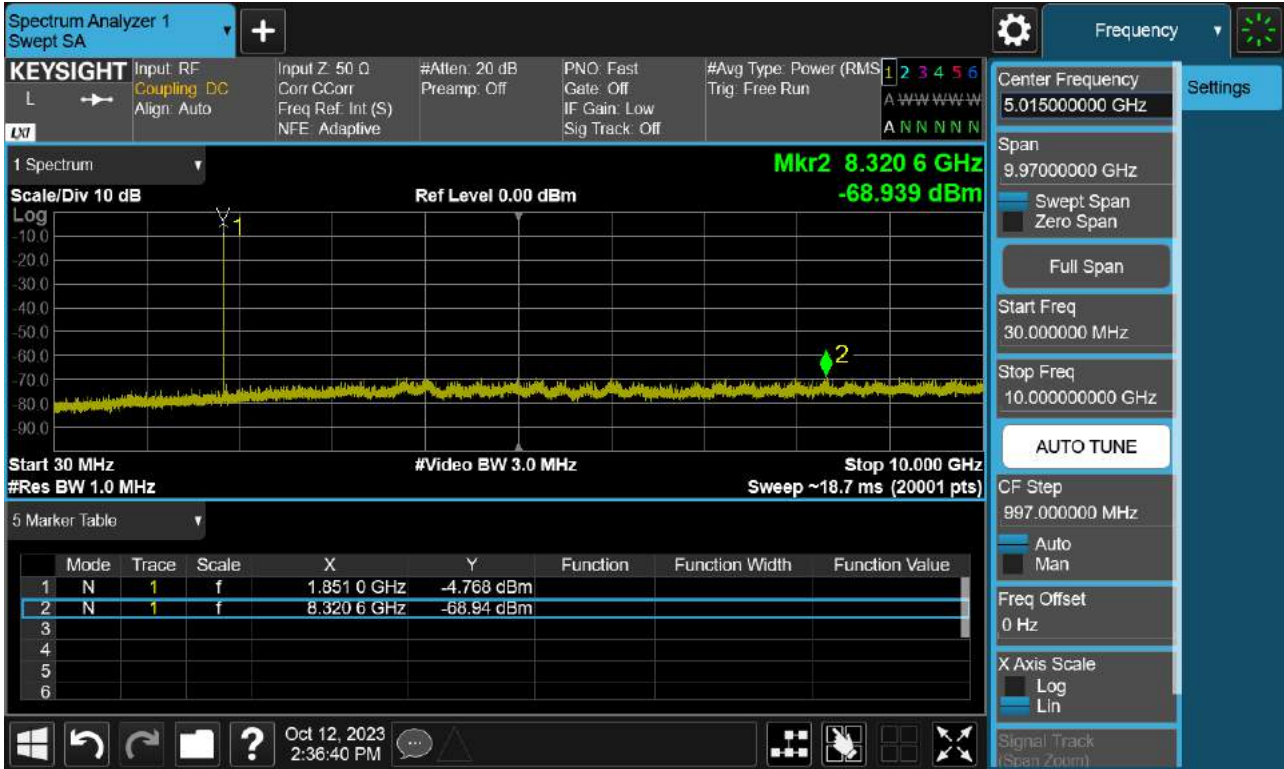 Spectrum Analyzer 1
Swept SA
Frequency
KEYSIGHT
L
LXI
Input: RF
Coupling: DC
Align: Auto
Input Z: 50 Ω
Corr CCorr
Freq Ref: Int (S)
NFE: Adaptive
#Atten: 20 dB
Preamp: Off
PNO: Fast
Gate: Off
IF Gain: Low
Sig Track: Off
#Avg Type: Power (RMS
Trig: Free Run
1 2 3 4 5 6
A W W W W W
A N N N N N
1 Spectrum
Mkr2 8.320 6 GHz
Scale/Div 10 dB
Ref Level 0.00 dBm
-68.939 dBm
Log
1
-10.0
-20.0
-30.0
-40.0
-50.0
-60.0
2
-70.0
-80.0
-90.0
Start 30 MHz
#Video BW 3.0 MHz
Stop 10.000 GHz
#Res BW 1.0 MHz
Sweep ~18.7 ms (20001 pts)
5 Marker Table
Mode Trace Scale X Y Function Function Width Function Value
1 N 1 f 1.851 0 GHz -4.768 dBm
2 N 1 f 8.320 6 GHz -68.94 dBm
3
4
5
6
?
Oct 12, 2023
2:36:40 PM
Center Frequency
5.015000000 GHz
Settings
Span
9.97000000 GHz
Swept Span
Zero Span
Full Span
Start Freq
30.000000 MHz
Stop Freq
10.000000000 GHz
AUTO TUNE
CF Step
997.000000 MHz
Auto
Man
Freq Offset
0 Hz
X Axis Scale
Log
Lin
Signal Track
(Span Zoom)